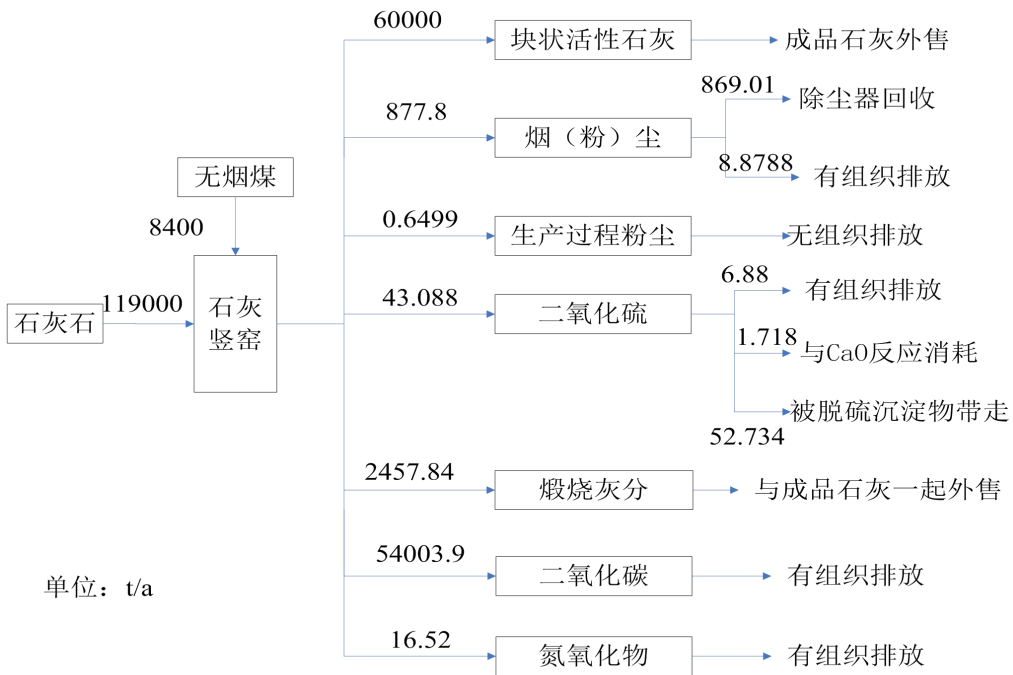 60000
块状活性石灰
成品石灰外售
869.01
除尘器回收
877.8
烟（粉）尘
8.8788
有组织排放
无烟煤
8400
0.6499
生产过程粉尘
无组织排放
6.88
有组织排放
119000
石灰石
石灰
竖窑
43.088
二氧化硫
1.718
与CaO反应消耗
被脱硫沉淀物带走
52.734
2457.84
煅烧灰分
与成品石灰一起外售
54003.9
二氧化碳
有组织排放
单位：t/a
16.52
氮氧化物
有组织排放